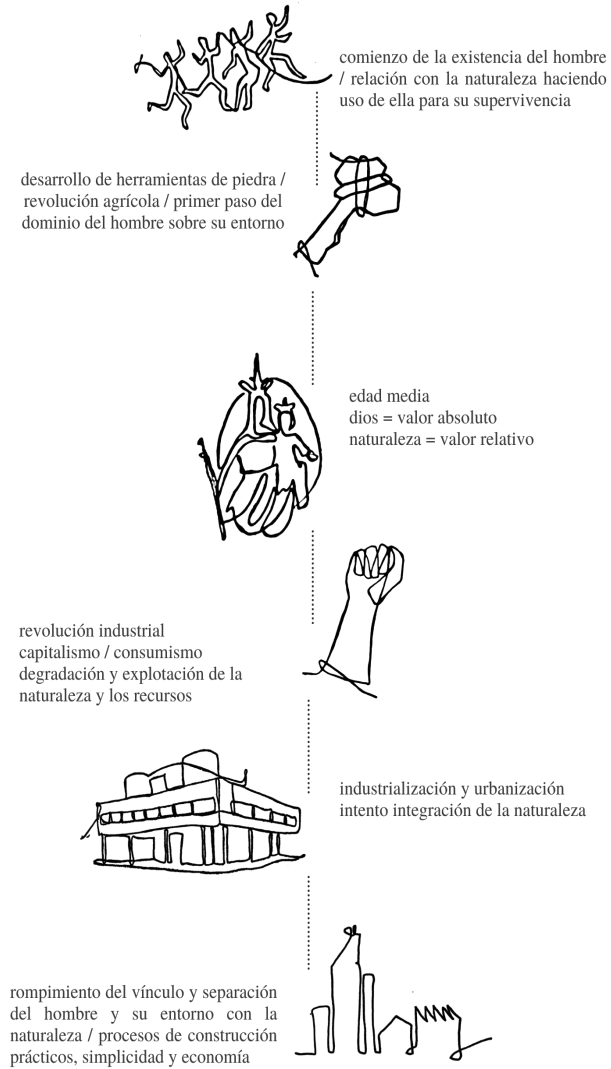 comienzo de la existencia del hombre
/ relación con la naturaleza haciendo
uso de ella para su supervivencia
desarrollo de herramientas de piedra /
revolución agrícola / primer paso del
dominio del hombre sobre su entorno
edad media
dios = valor absoluto
naturaleza = valor relativo
revolución industrial
capitalismo / consumismo
degradación y explotación de la
naturaleza y los recursos
industrialización y urbanización
intento integración de la naturaleza
rompimiento del vínculo y separación
del hombre y su entorno con la
naturaleza / procesos de construcción
prácticos, simplicidad y economía